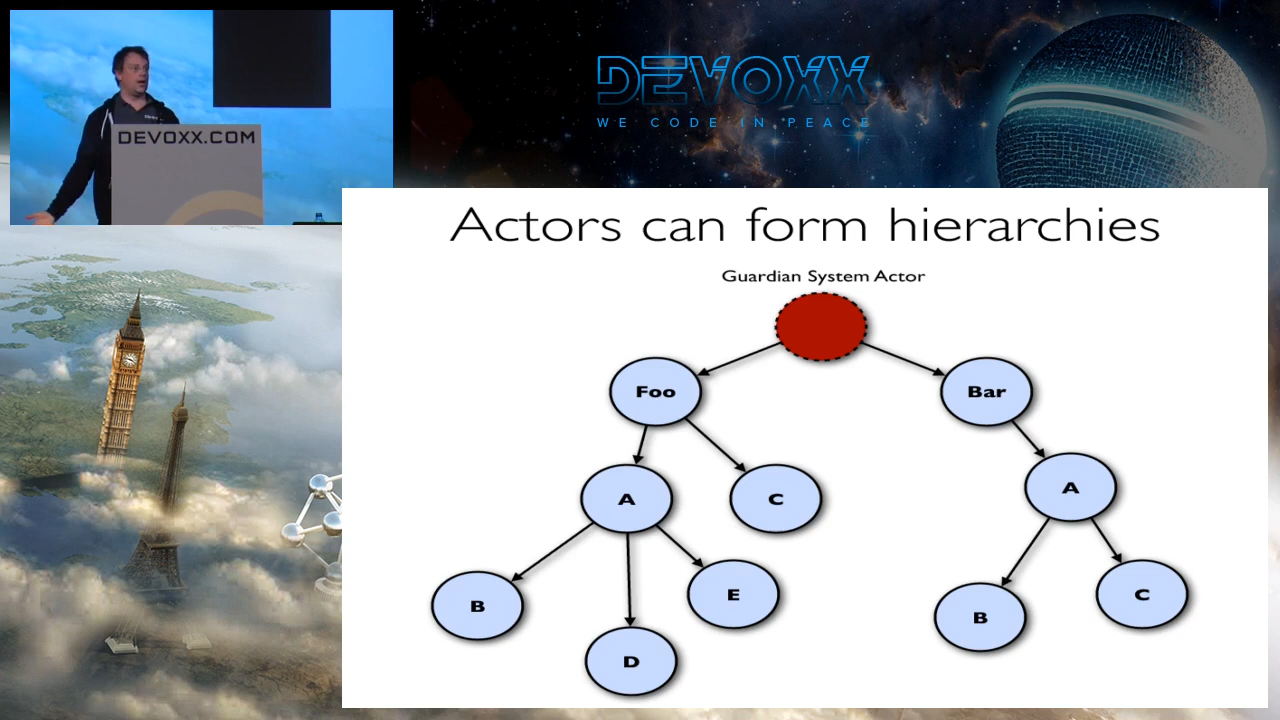 DEVOXX
WE CODE IN PEACE
DEVOXX.COM
Actors can form hierarchies
Guardian System Actor
Foo
Bar
A
C
A
B
D
E
B
C